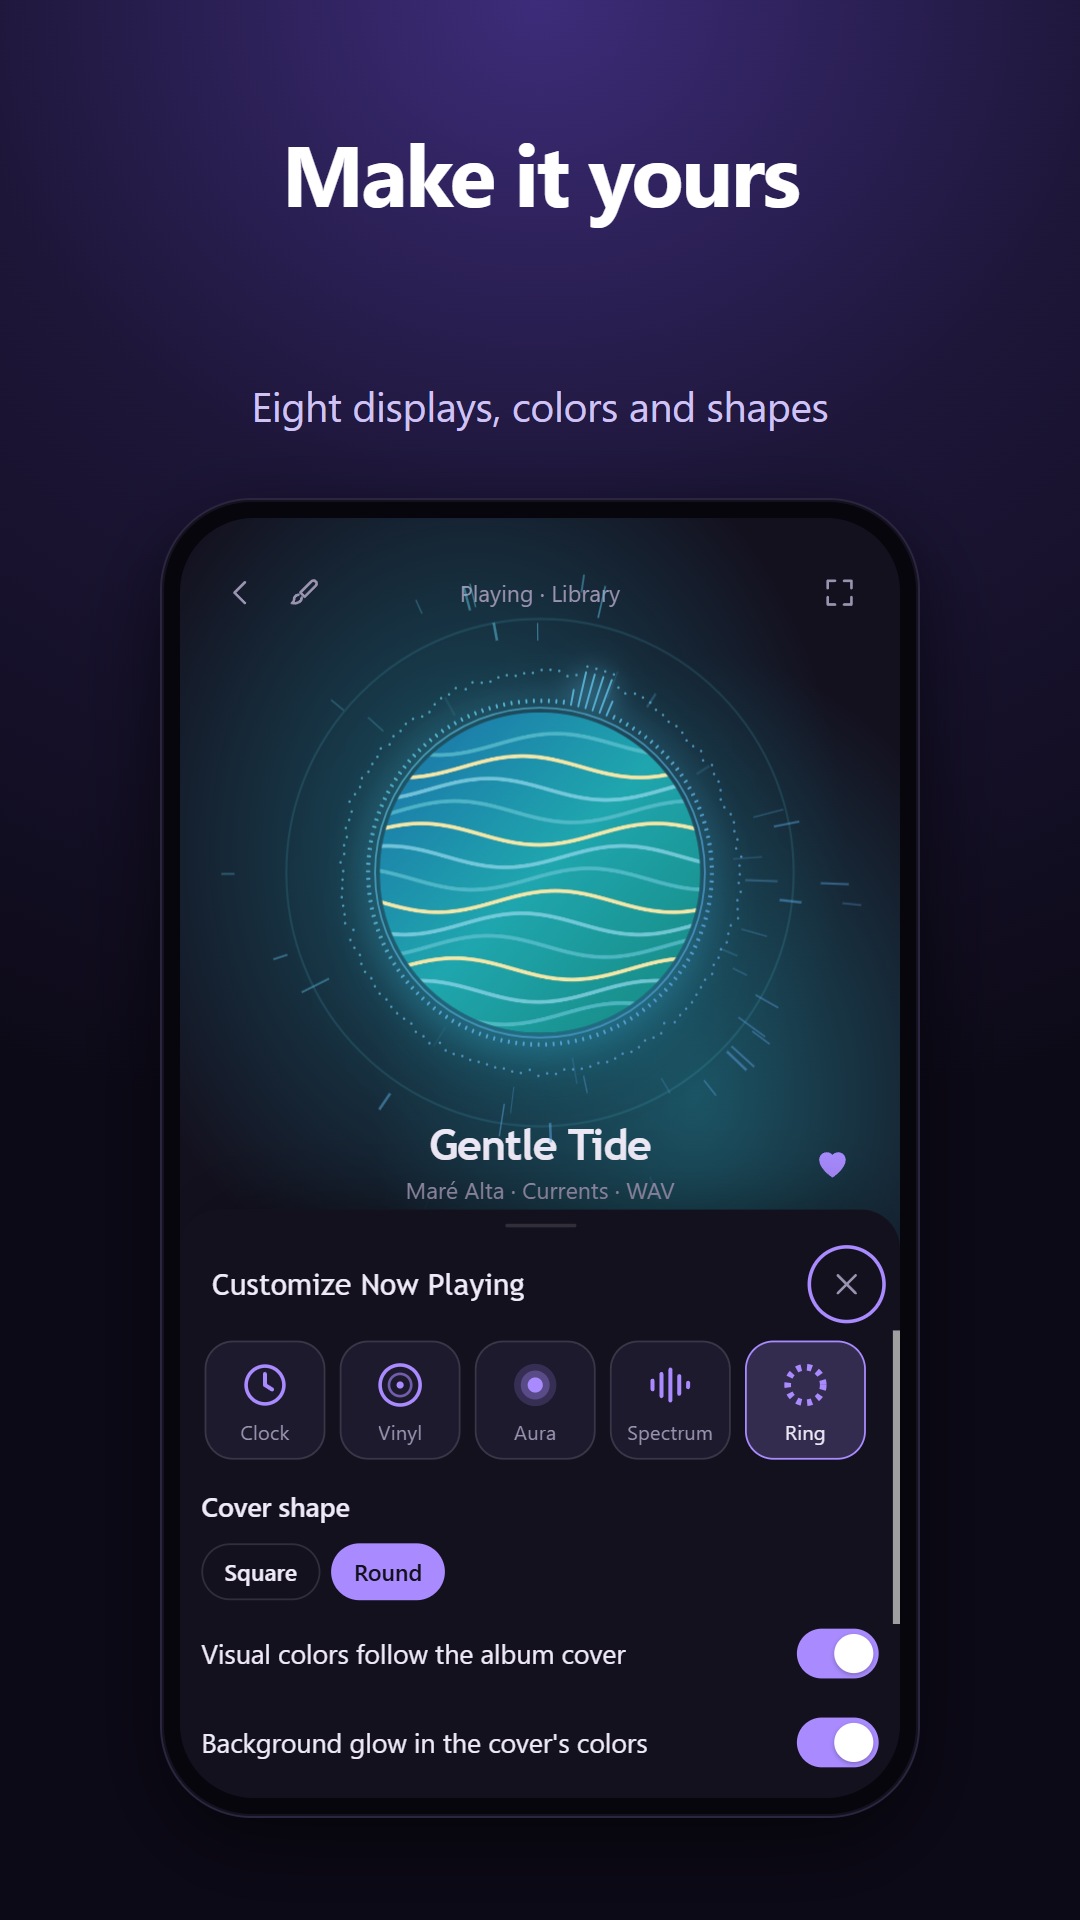 Make it yours
Eight displays, colors and shapes
Playing · Library
Gentle Tide
Maré Alta · Currents · WAV
Customize Now Playing
Clock
Vinyl
Aura
Spectrum
Ring
Cover shape
Square
Round
Visual colors follow the album cover
Background glow in the cover's colors